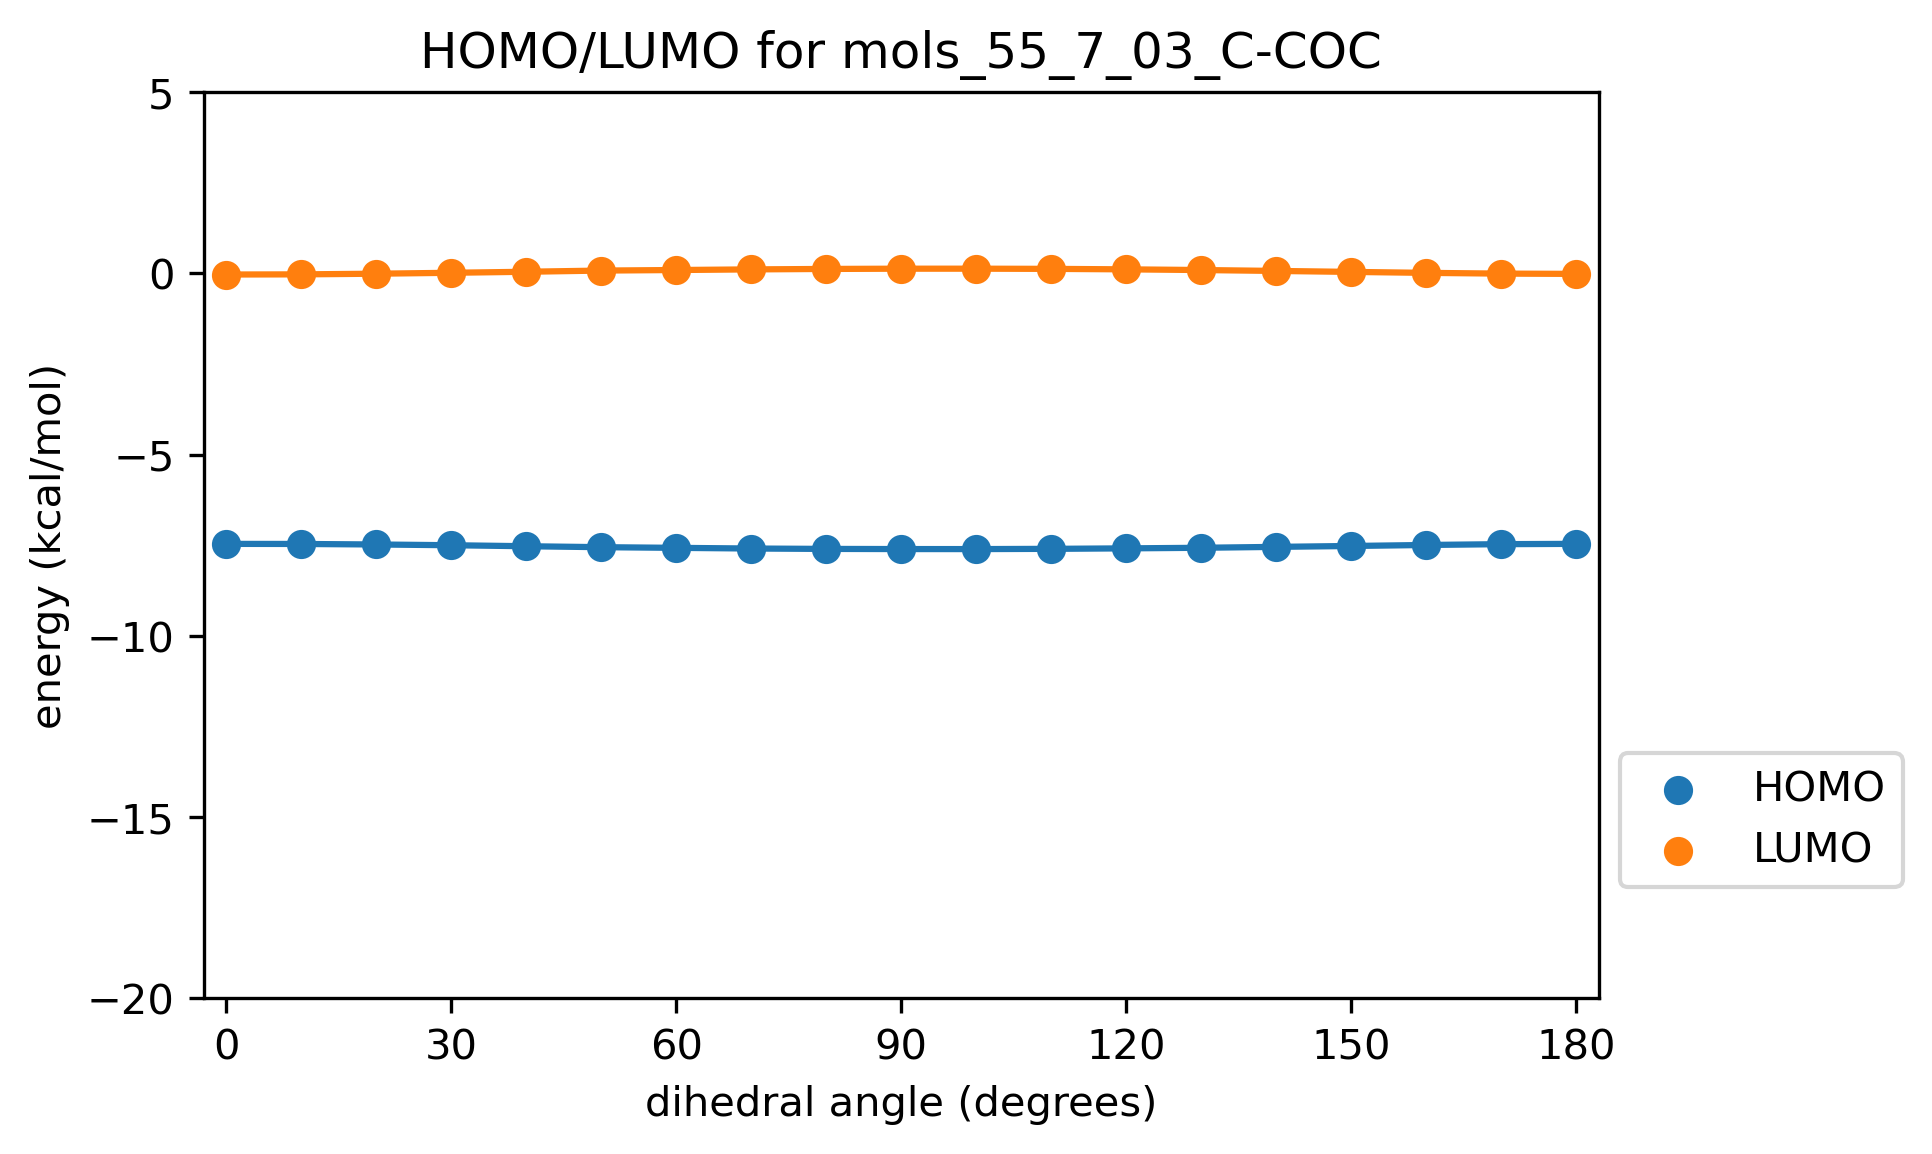 HOMO/LUMO for mols_55_7_03_C-COC
5
0
−5
−10
−15
−20
energy (kcal/mol)
0 30 60 90 120 150 180
dihedral angle (degrees)
HOMO
LUMO